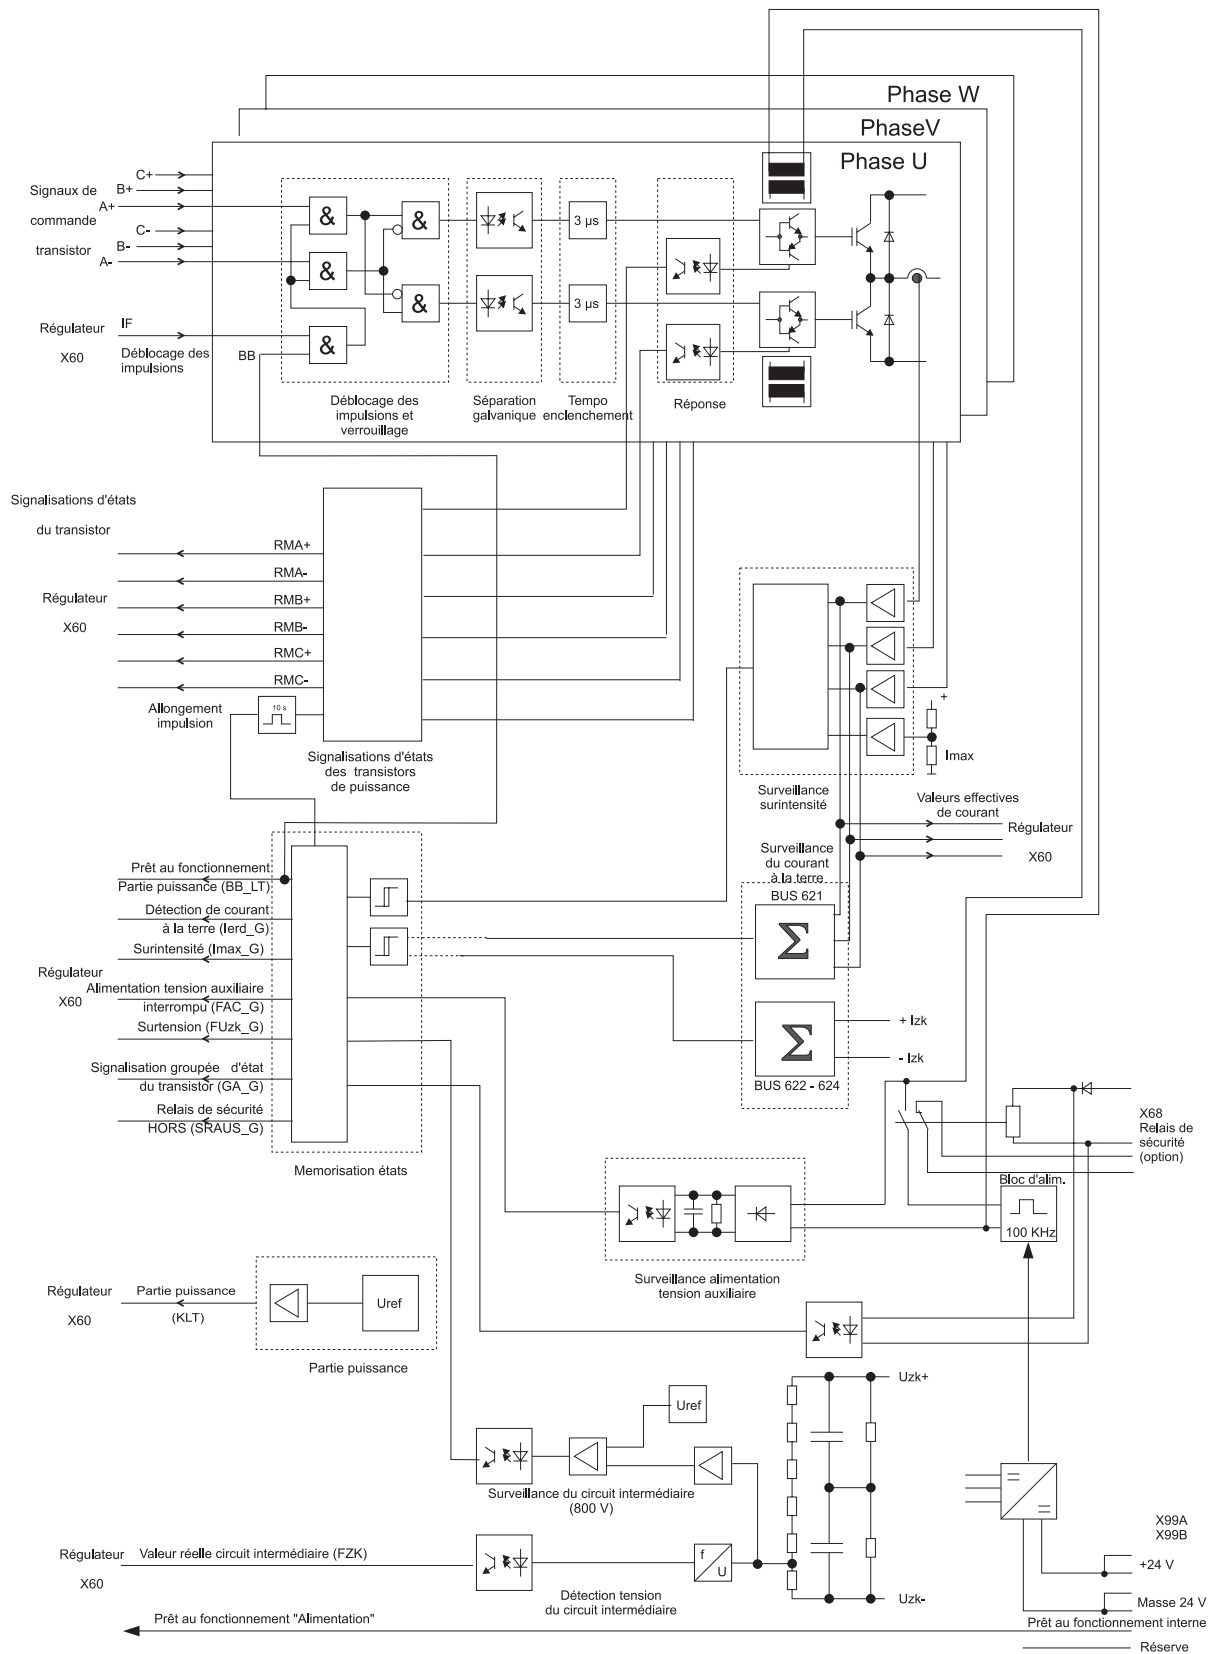 Phase W
PhaseV
Phase U
C+
Signaux de
B+
A+
commande
C-
transistor
B-
A-
&
&
&
&
&
3 µs
3 µs
Régulateur
IF
X60
Déblocage des
impulsions
BB
Déblocage des
impulsions et
verrouillage
Séparation
galvanique
Tempo
enclenchement
Réponse
Signalisations d'états
du transistor
RMA+
RMA-
Régulateur
RMB+
X60
RMB-
RMC+
RMC-
Allongement
impulsion
10 s
Signalisations d'états
des transistors
de puissance
+
Imax
Surveillance
surintensité
Valeurs effectives
de courant
Régulateur
X60
Surveillance
du courant
à la terre
BUS 621
Σ
Σ
BUS 622 - 624
+ Izk
- Izk
Prêt au fonctionnement
Partie puissance (BB_LT)
Détection de courant
à la terre (Ierd_G)
Surintensité (Imax_G)
Régulateur
X60
Alimentation tension auxiliaire
interrompu (FAC_G)
Surtension (FUzk_G)
Signalisation groupée d'état
du transistor (GA_G)
Relais de sécurité
HORS (SRAUS_G)
Memorisation états
X68
Relais de
sécurité
(option)
Bloc d'alim.
100 KHz
Surveillance alimentation
tension auxiliaire
Régulateur
X60
Partie puissance
(KLT)
Uref
Partie puissance
Uzk+
Uref
Surveillance du circuit intermédiaire
(800 V)
Régulateur
X60
Valeur réelle circuit intermédiaire (FZK)
f
U
Détection tension
du circuit intermédiaire
Uzk-
X99A
X99B
+24 V
Masse 24 V
Prêt au fonctionnement "Alimentation"
Prêt au fonctionnement interne
Réserve